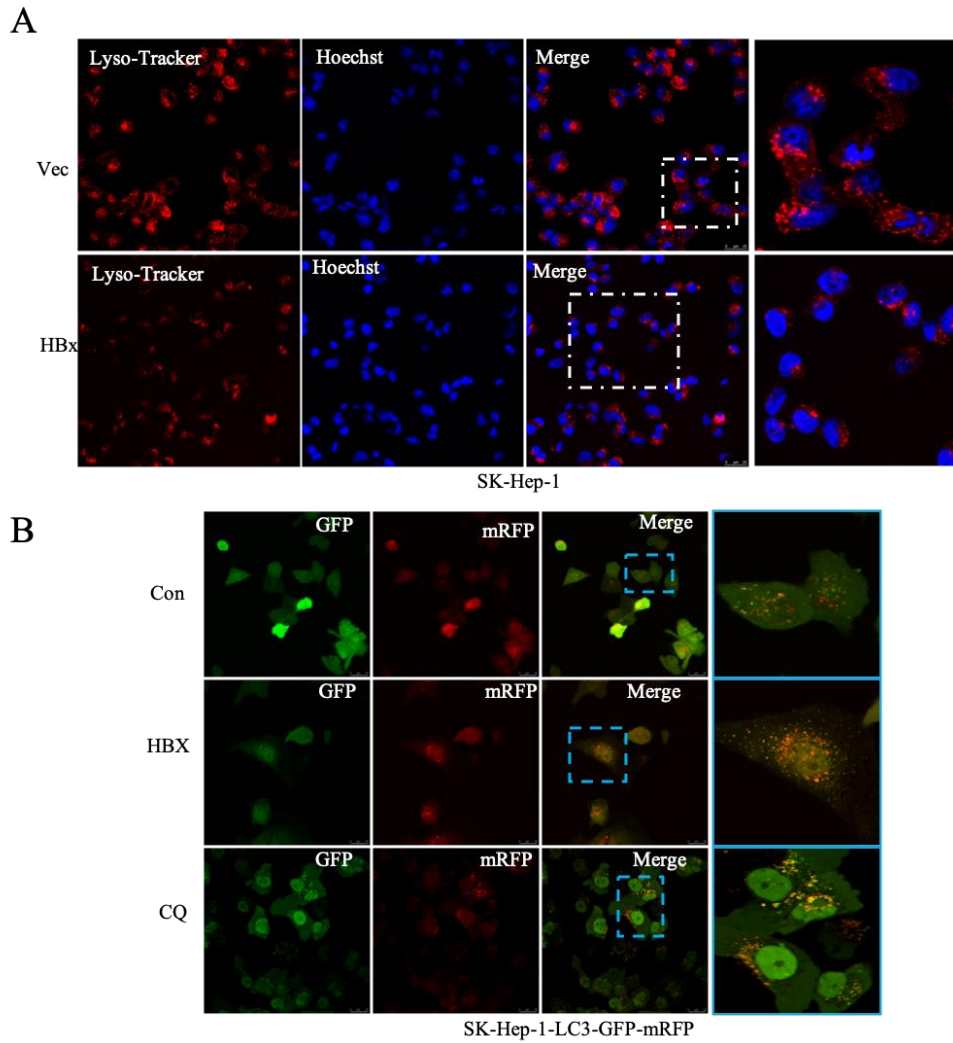 A
Lyso-Tracker Hoechst Merge
Vec
Lyso-Tracker Hoechst Merge
HBx
SK-Hep-1
B
GFP mRFP Merge
Con
GFP mRFP Merge
HBX
GFP mRFP Merge
CQ
SK-Hep-1-LC3-GFP-mRFP